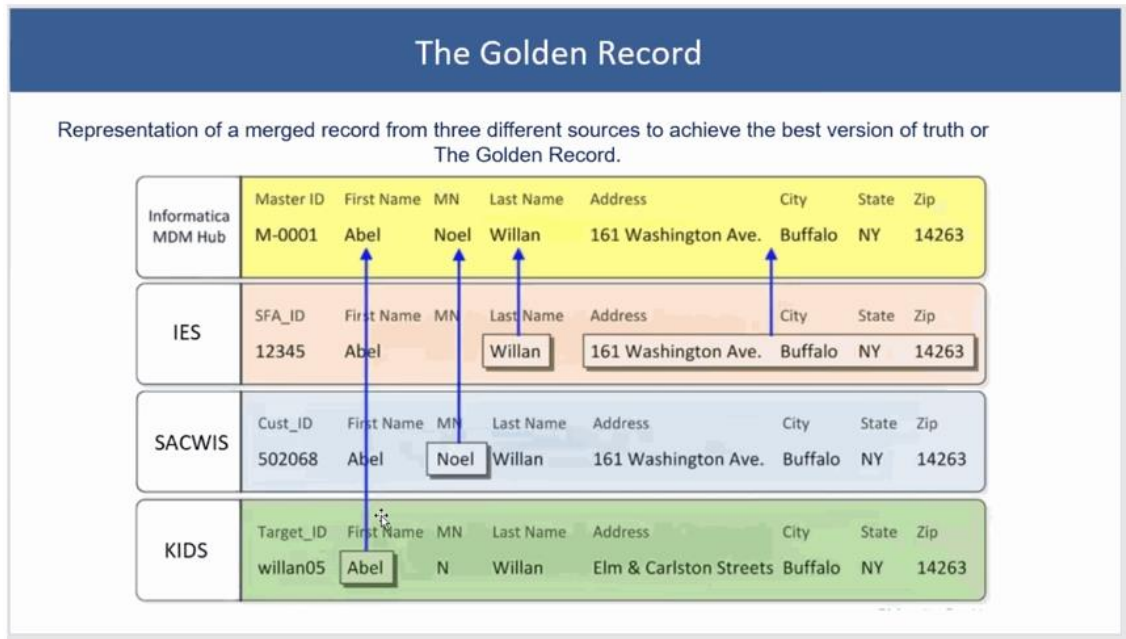 The Golden Record
Representation of a merged record from three different sources to achieve the best version of truth or
The Golden Record.
Informatica MDM Hub
Master ID First Name MN Last Name Address City State Zip
M-0001 Abel Noel Willan 161 Washington Ave. Buffalo NY 14263
IES
SFA_ID First Name MN Last Name Address City State Zip
12345 Abel Willan 161 Washington Ave. Buffalo NY 14263
SACWIS
Cust_ID First Name MN Last Name Address City State Zip
502068 Abel Noel Willan 161 Washington Ave. Buffalo NY 14263
KIDS
Target_ID First Name MN Last Name Address City State Zip
willan05 Abel N Willan Elm & Carlston Streets Buffalo NY 14263